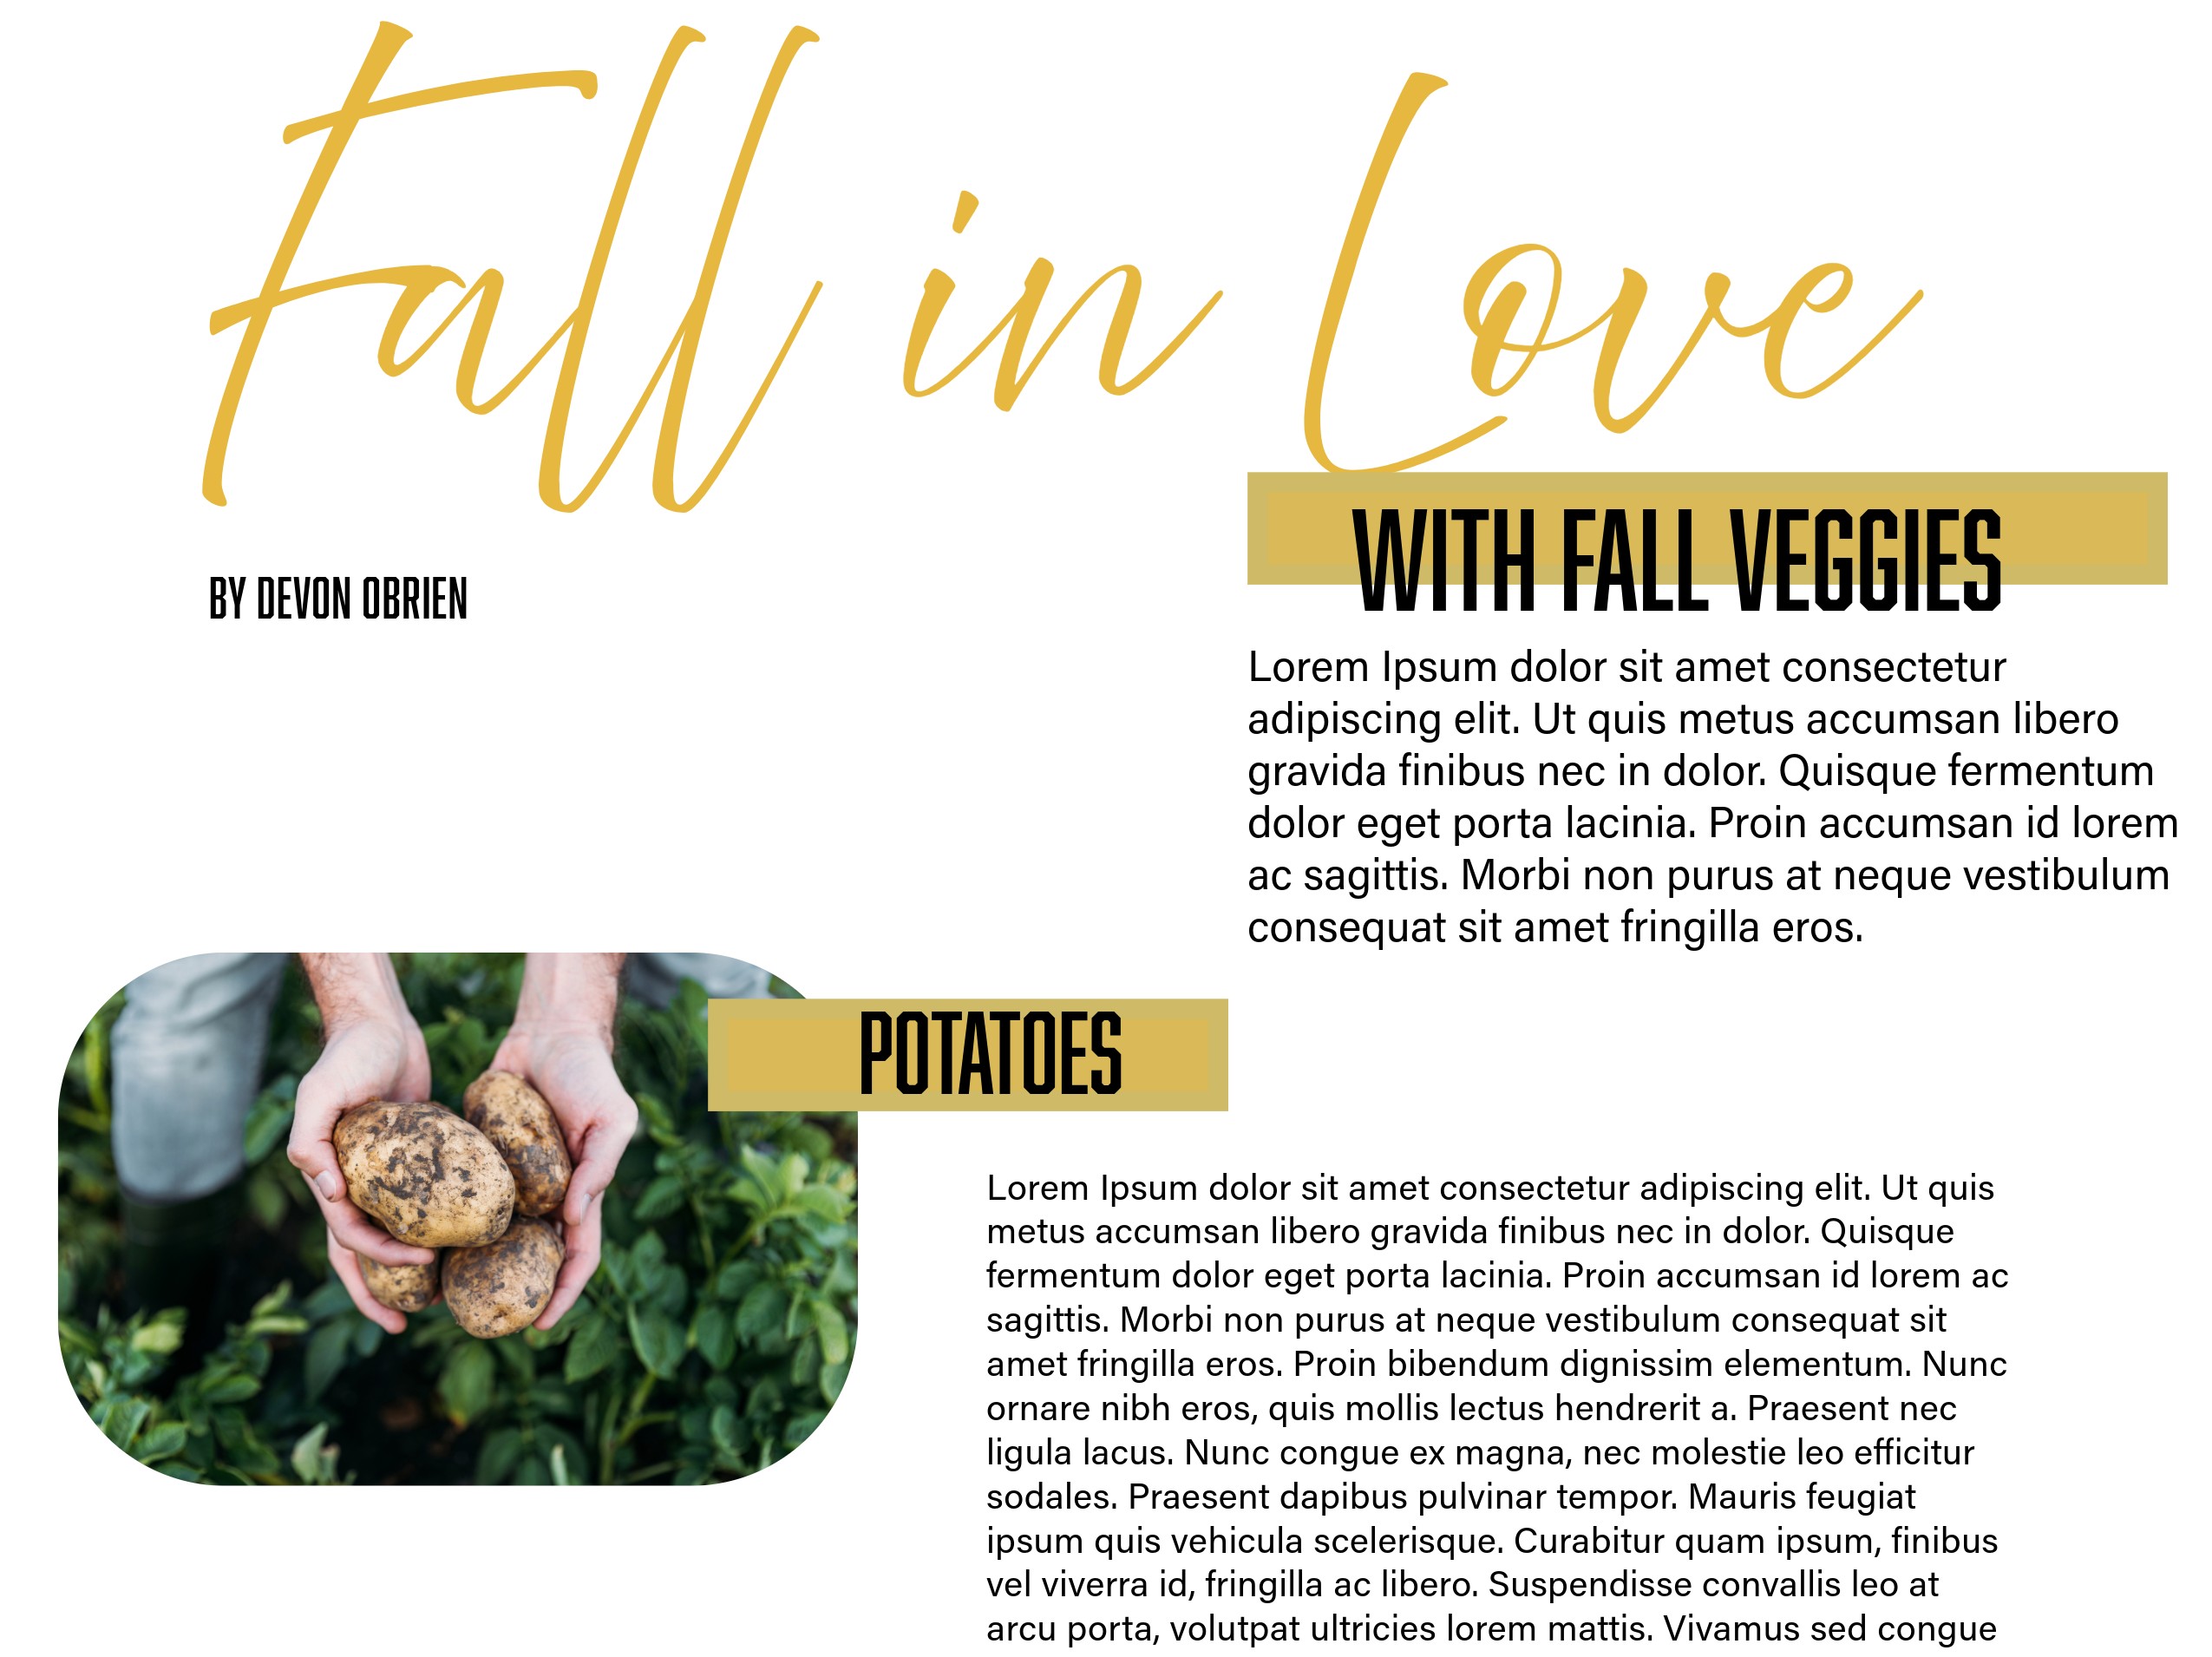 Fall in Love
WITH FALL VEGGIES
BY DEVON OBRIEN
Lorem Ipsum dolor sit amet consectetur
adipiscing elit. Ut quis metus accumsan libero
gravida finibus nec in dolor. Quisque fermentum
dolor eget porta lacinia. Proin accumsan id lorem
ac sagittis. Morbi non purus at neque vestibulum
consequat sit amet fringilla eros.
POTATOES
Lorem Ipsum dolor sit amet consectetur adipiscing elit. Ut quis
metus accumsan libero gravida finibus nec in dolor. Quisque
fermentum dolor eget porta lacinia. Proin accumsan id lorem ac
sagittis. Morbi non purus at neque vestibulum consequat sit
amet fringilla eros. Proin bibendum dignissim elementum. Nunc
ornare nibh eros, quis mollis lectus hendrerit a. Praesent nec
ligula lacus. Nunc congue ex magna, nec molestie leo efficitur
sodales. Praesent dapibus pulvinar tempor. Mauris feugiat
ipsum quis vehicula scelerisque. Curabitur quam ipsum, finibus
vel viverra id, fringilla ac libero. Suspendisse convallis leo at
arcu porta, volutpat ultricies lorem mattis. Vivamus sed congue